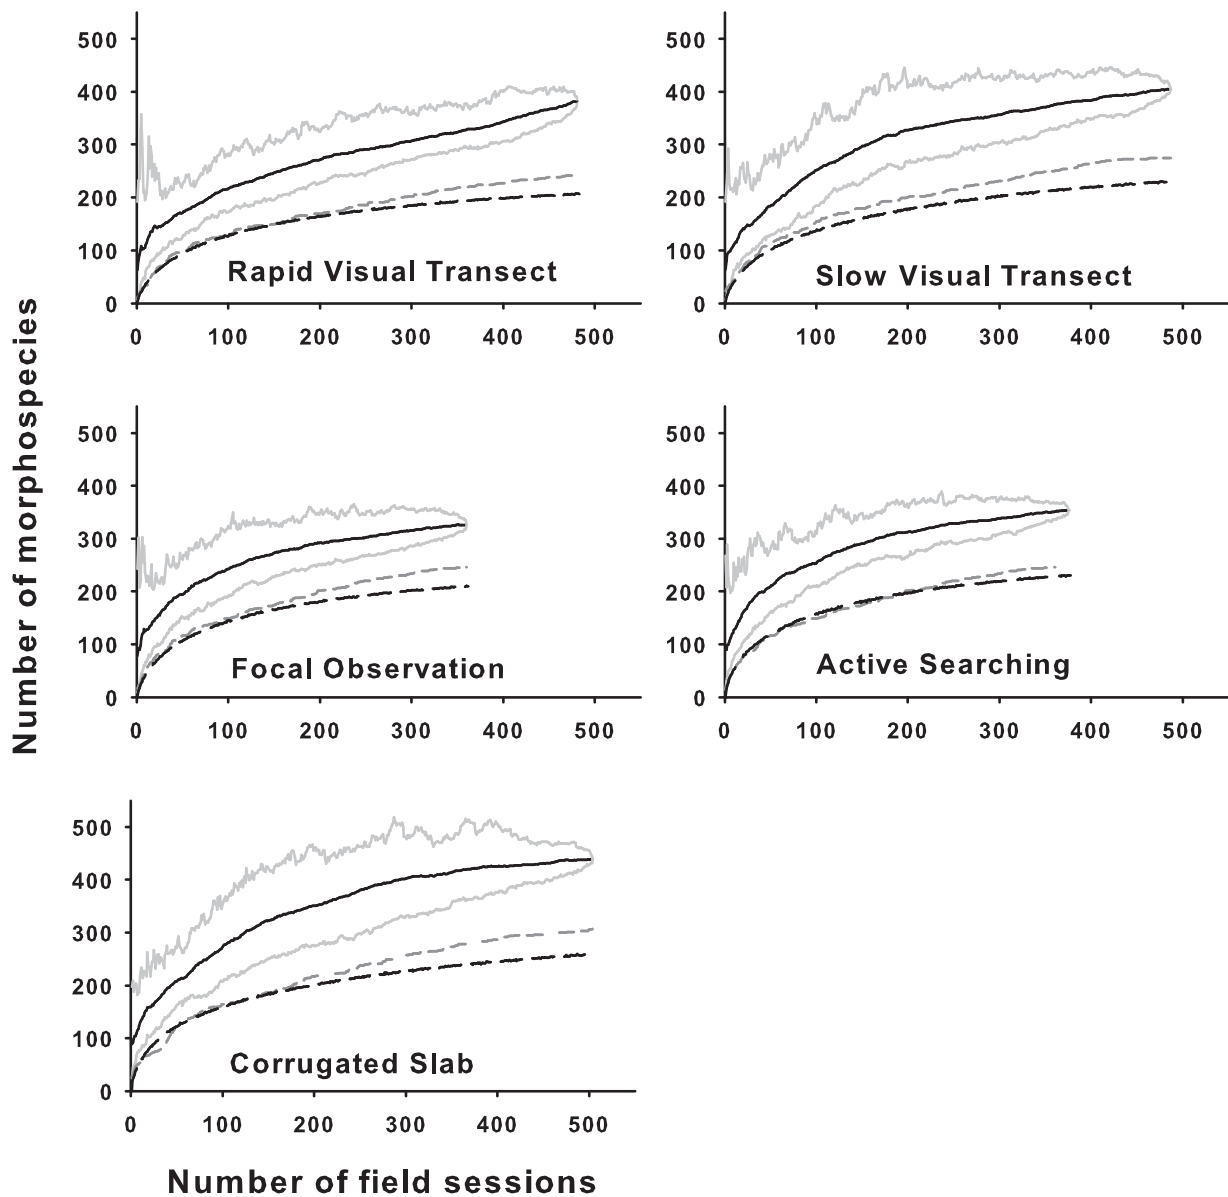 Number of morphospecies
500
400
300
200
100
0
0 100 200 300 400 500
Rapid Visual Transect
500
400
300
200
100
0
0 100 200 300 400 500
Slow Visual Transect
500
400
300
200
100
0
0 100 200 300 400 500
Focal Observation
500
400
300
200
100
0
0 100 200 300 400 500
Active Searching
500
400
300
200
100
0
0 100 200 300 400 500
Corrugated Slab
Number of field sessions